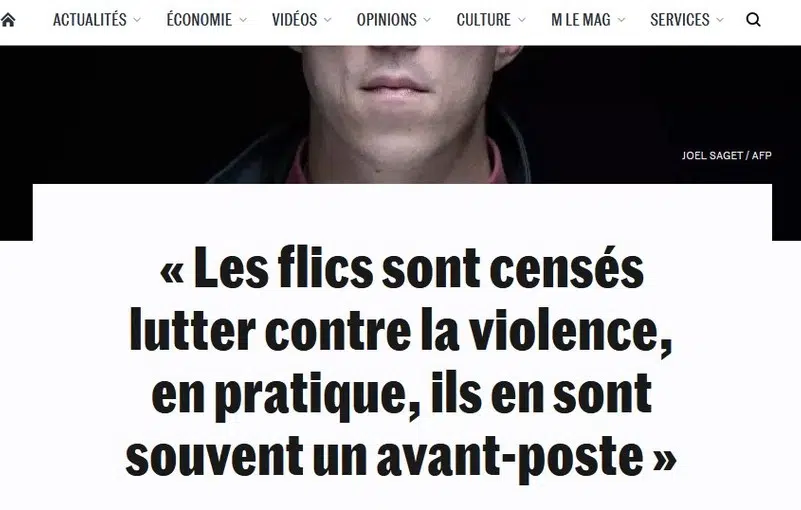 ACTUALITÉS ÉCONOMIE VIDÉOS OPINIONS CULTURE M LE MAG SERVICES
JOEL SAGET / AFP
« Les flics sont censés
lutter contre la violence,
en pratique, ils en sont
souvent un avant-poste »